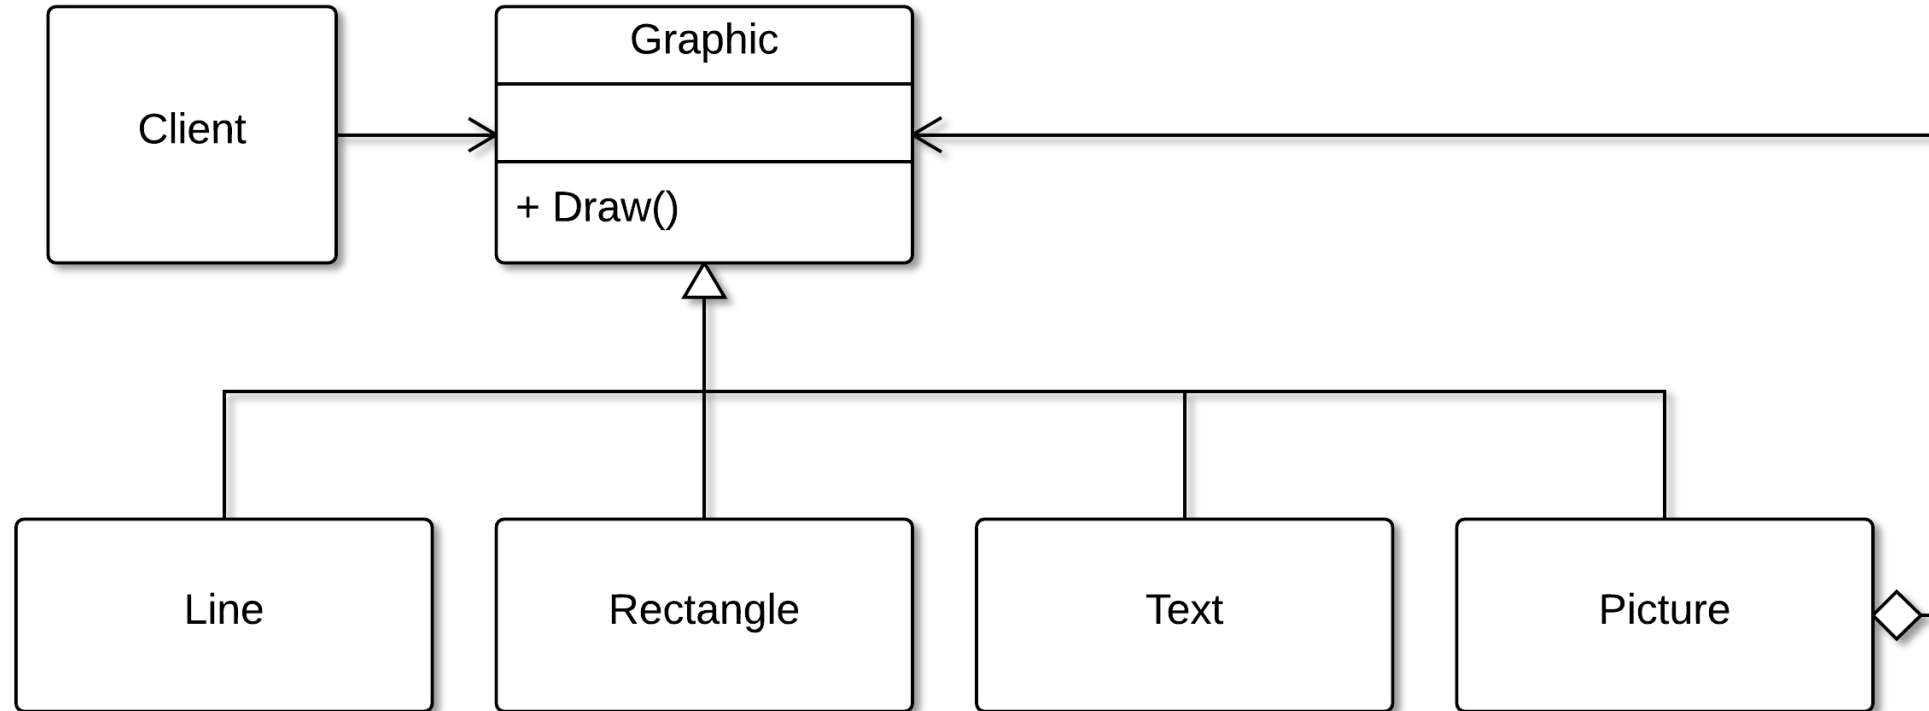 Graphic
Client
+ Draw()
Line
Rectangle
Text
Picture